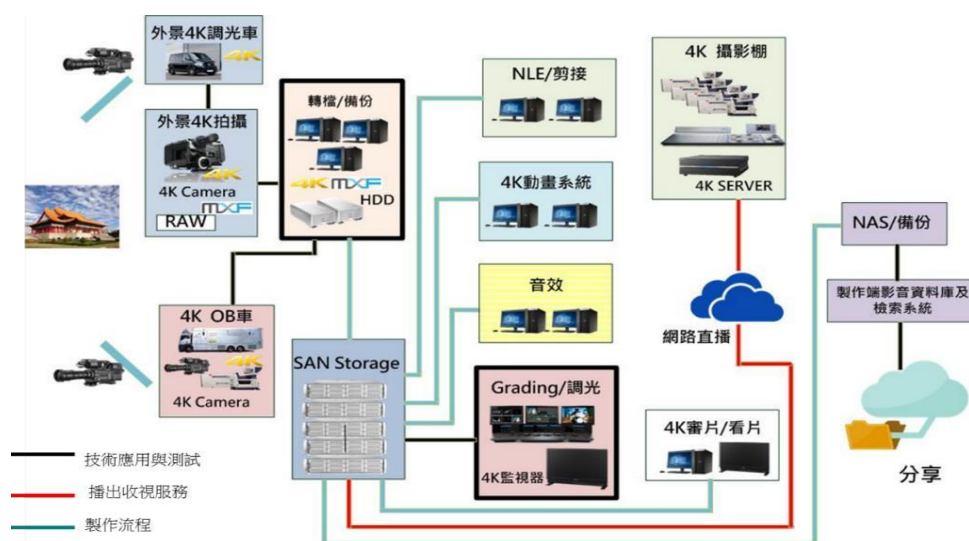 外景4K調光車
4K
外景4K拍攝
4K
4K Camera
MXF
RAW
轉檔/備份
4K MXF
HDD
4K OB車
4K
4K Camera
SAN Storage
NLE/剪接
4K動畫系統
音效
Grading/調光
4K監視器
4K 攝影棚
4K SERVER
網路直播
4K審片/看片
NAS/備份
製作端影音資料庫及
檢索系統
分享
技術應用與測試
播出收視服務
製作流程